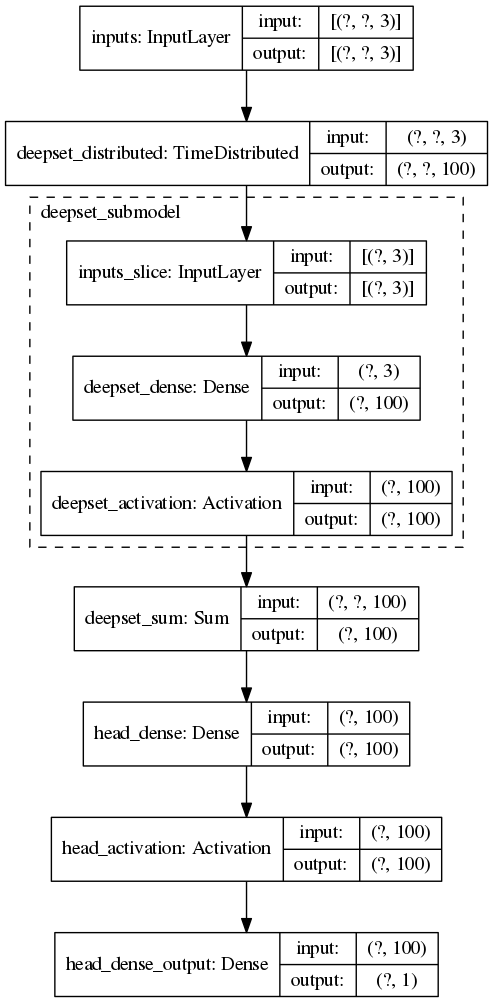 inputs: InputLayer input: [(?, ?, 3)]
output: [(?, ?, 3)]
deepset_distributed: TimeDistributed input: (?, ?, 3)
output: (?, ?, 100)
deepset_submodel
inputs_slice: InputLayer input: [(?, 3)]
output: [(?, 3)]
deepset_dense: Dense input: (?, 3)
output: (?, 100)
deepset_activation: Activation input: (?, 100)
output: (?, 100)
deepset_sum: Sum input: (?, ?, 100)
output: (?, 100)
head_dense: Dense input: (?, 100)
output: (?, 100)
head_activation: Activation input: (?, 100)
output: (?, 100)
head_dense_output: Dense input: (?, 100)
output: (?, 1)